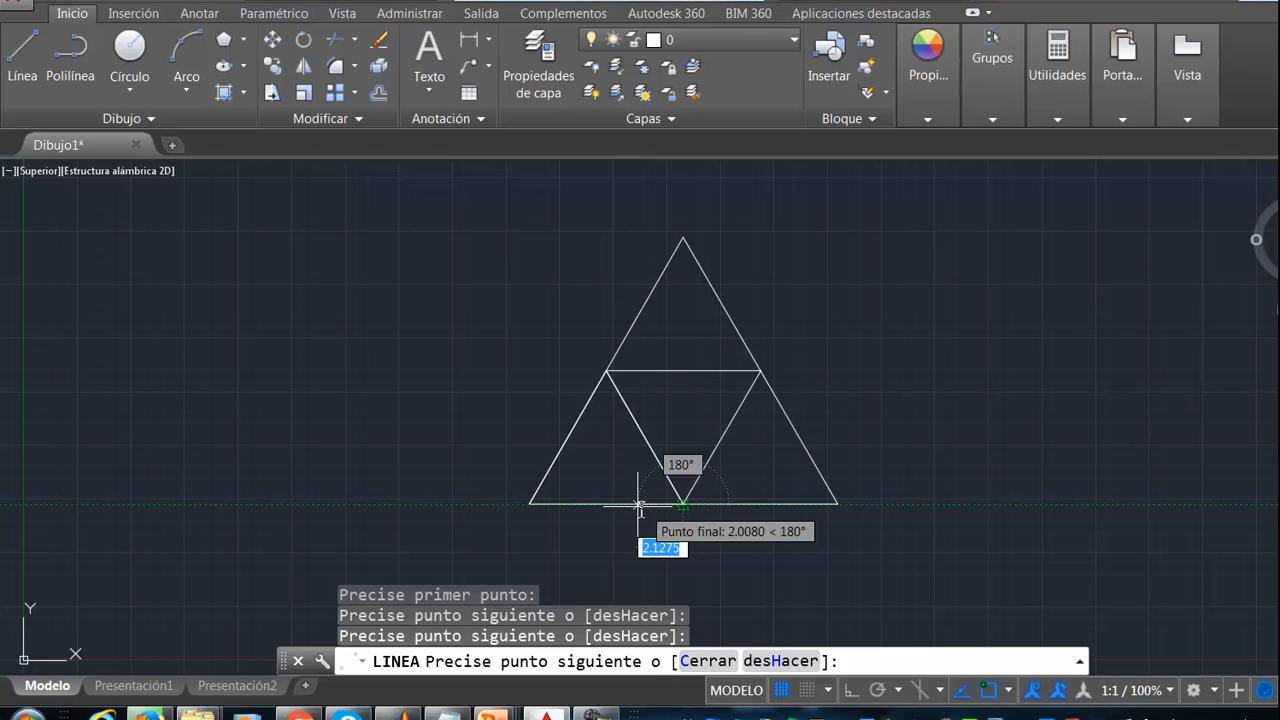 Inicio Inserción Anotar Paramétrico Vista Administrar Salida Complementos Autodesk 360 BIM 360 Aplicaciones destacadas
0
Línea Polilínea Círculo Arco Texto Propiedades de capa Insertar Propi... Grupos Utilidades Porta... Vista
Dibujo Modificar Anotación Capas Bloque
Dibujo1*
[−][Superior][Estructura alámbrica 2D]
180°
Punto final: 2.0080 < 180°
2.1275
Precise primer punto:
Precise punto siguiente o [desHacer]:
Precise punto siguiente o [desHacer]:
Y
X
LINEA Precise punto siguiente o [Cerrar desHacer]:
Modelo Presentación1 Presentación2 MODELO 1:1 / 100%